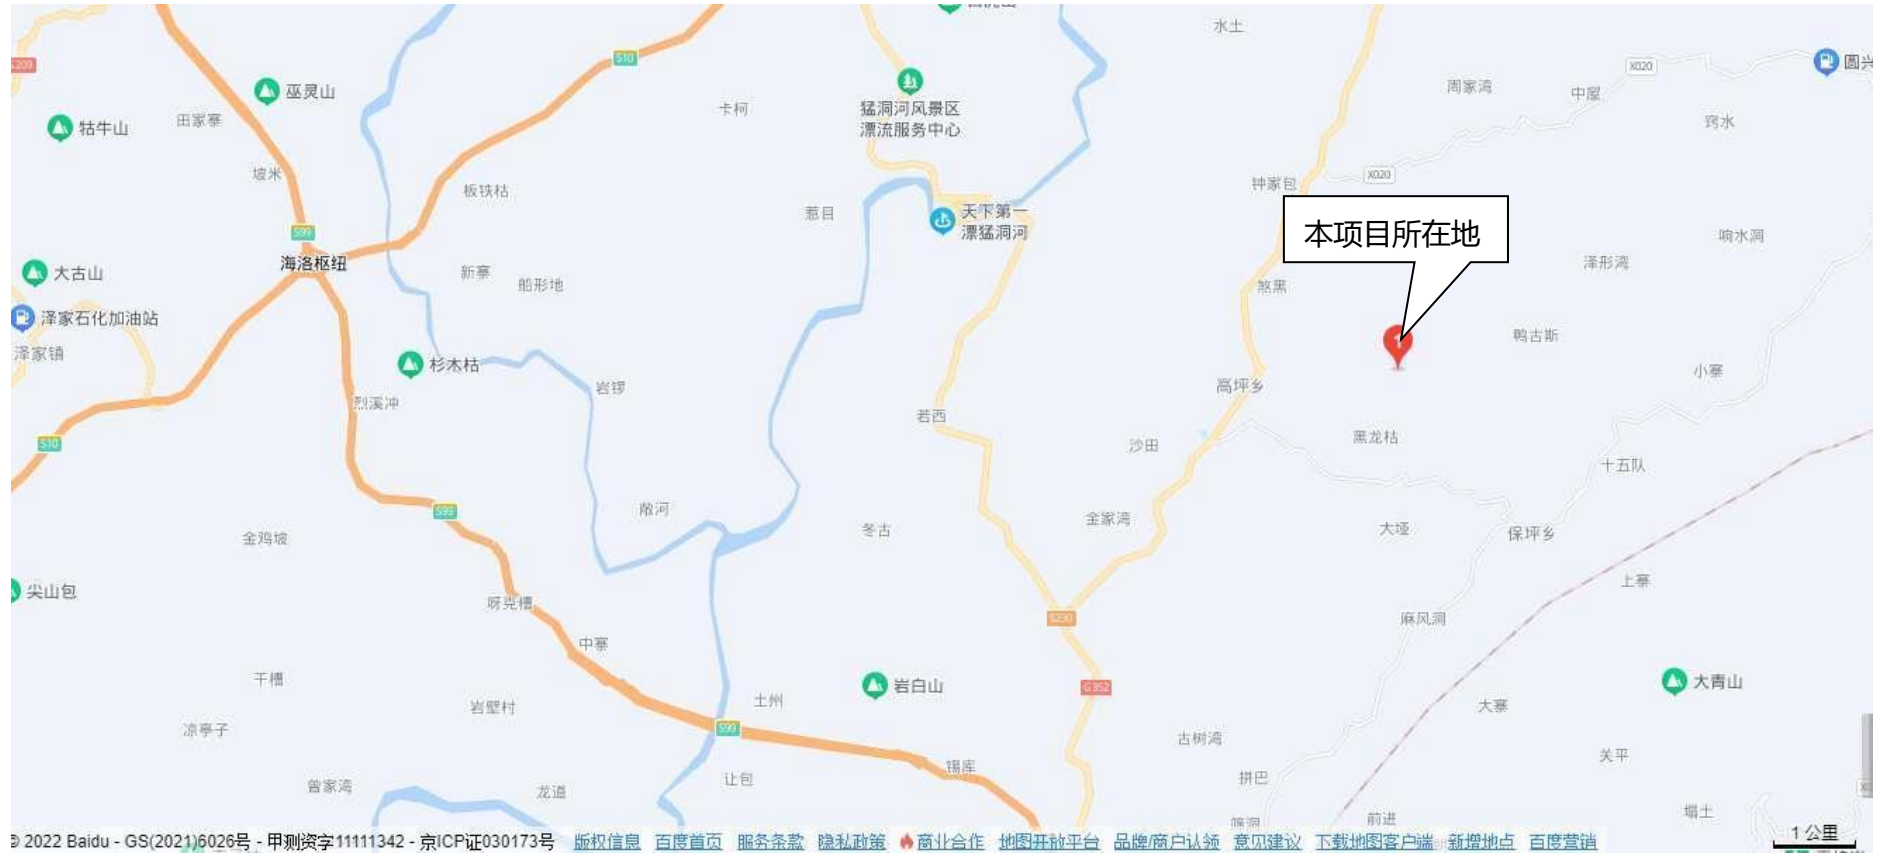 水土
S10
X020
圆兴
S209
巫灵山
周家湾
中屋
卡柯
猛洞河风景区
漂流服务中心
牯牛山
田家寨
窍水
坡米
板铁枯
X020
钟家包
惹目
天下第一
漂猛洞河
本项目所在地
S99
响水洞
海洛枢纽
泽形湾
大古山
新寨
船形地
煞黑
泽家石化加油站
1
鸭古斯
泽家镇
杉木枯
小寨
岩锣
高坪乡
烈溪冲
若西
S10
沙田
黑龙枯
十五队
敞河
S99
金家湾
冬古
大垭
保坪乡
金鸡坡
上寨
尖山包
呀克槽
S230
麻风洞
中寨
干槽
岩白山
G352
大青山
岩壁村
土州
大寨
凉亭子
S99
古树湾
关平
锡库
让包
拼巴
曾家湾
龙道
塌土
前进
1 公里
© 2022 Baidu - GS(2021)6026号 - 甲测资字11111342 - 京ICP证030173号 版权信息 百度首页 服务条款 隐私政策 商业合作 地图开放平台 品牌/商户认领 意见建议 下载地图客户端 新增地点 百度营销